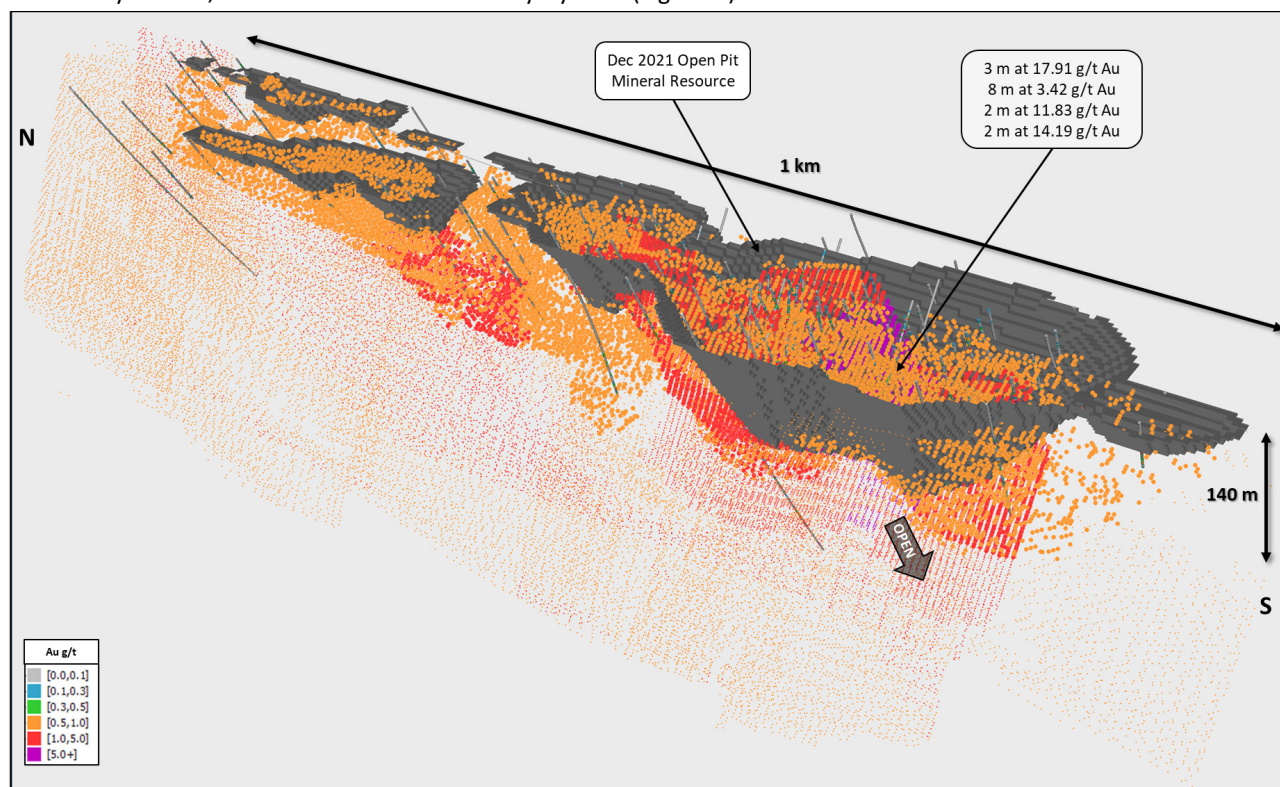 N
Dec 2021 Open Pit
Mineral Resource
3 m at 17.91 g/t Au
8 m at 3.42 g/t Au
2 m at 11.83 g/t Au
2 m at 14.19 g/t Au
1 km
140 m
OPEN
S
Au g/t
[0.0,0.1]
[0.1,0.3]
[0.3,0.5]
[0.5,1.0]
[1.0,5.0]
[5.0+]